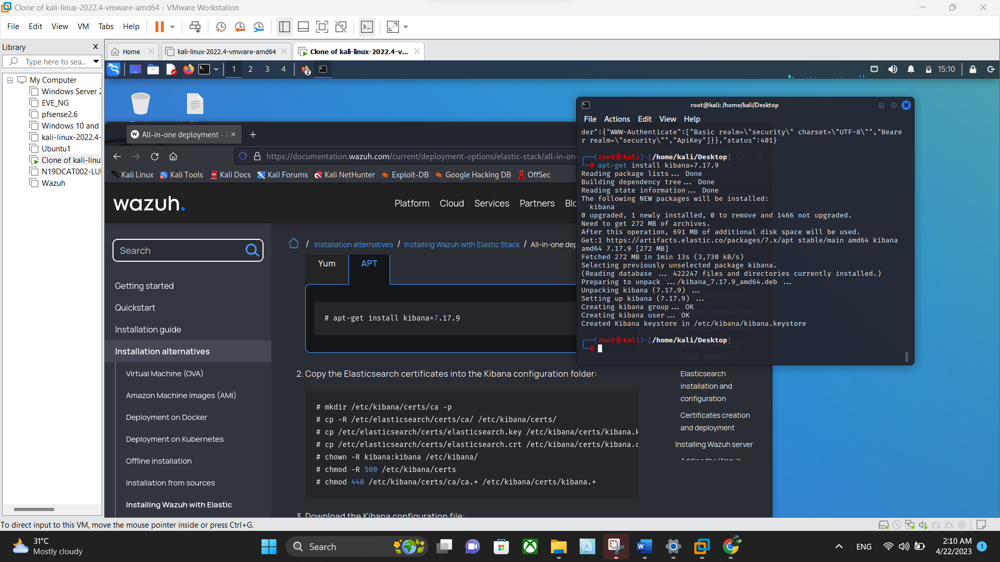 Clone of kali-linux-2022.4-vmware-amd64 - VMware Workstation
File Edit View VM Tabs Help
Library
Type here to sea...
My Computer
Windows Server 2
EVE_NG
pfsense2.6
Windows 10 and
kali-linux-2022.4-
Ubuntu1
Clone of kali-linu
N19DCAT002-LU
Wazuh
Home
kali-linux-2022.4-vmware-amd64
Clone of kali-linux-2022.4-v...
1 2 3 4
2
15:10
All-in-one deployment - I
https://documentation.wazuh.com/current/deployment-options/elastic-stack/all-in-one
Kali Linux Kali Tools Kali Docs Kali Forums Kali NetHunter Exploit-DB Google Hacking DB OffSec
wazuh.
Platform Cloud Services Partners Blog
Search
Getting started
Quickstart
Installation guide
Installation alternatives
Virtual Machine (OVA)
Amazon Machine Images (AMI)
Deployment on Docker
Deployment on Kubernetes
Offline installation
Installation from sources
Installing Wazuh with Elastic
/ Installation alternatives / Installing Wazuh with Elastic Stack / All-in-one dep
Yum APT
# apt-get install kibana=7.17.9
2. Copy the Elasticsearch certificates into the Kibana configuration folder:
# mkdir /etc/kibana/certs/ca -p
# cp -R /etc/elasticsearch/certs/ca/ /etc/kibana/certs/
# cp /etc/elasticsearch/certs/elasticsearch.key /etc/kibana/certs/kibana.k
# cp /etc/elasticsearch/certs/elasticsearch.crt /etc/kibana/certs/kibana.c
# chown -R kibana:kibana /etc/kibana/
# chmod -R 500 /etc/kibana/certs
# chmod 440 /etc/kibana/certs/ca/ca.* /etc/kibana/certs/kibana.*
3. Download the Kibana configuration file:
Elasticsearch
installation and
configuration
Certificates creation
and deployment
Installing Wazuh server
Adding the Wazuh
root@kali: /home/kali/Desktop
File Actions Edit View Help
der":{"WWW-Authenticate":["Basic realm=\"security\" charset=\"UTF-8\"","Beare
r realm=\"security\"","ApiKey"]}},"status":401}
(root㉿kali)-[/home/kali/Desktop]
# apt-get install kibana=7.17.9
Reading package lists... Done
Building dependency tree... Done
Reading state information... Done
The following NEW packages will be installed:
kibana
0 upgraded, 1 newly installed, 0 to remove and 1466 not upgraded.
Need to get 272 MB of archives.
After this operation, 691 MB of additional disk space will be used.
Get:1 https://artifacts.elastic.co/packages/7.x/apt stable/main amd64 kibana
amd64 7.17.9 [272 MB]
Fetched 272 MB in 1min 13s (3,730 kB/s)
Selecting previously unselected package kibana.
(Reading database ... 422247 files and directories currently installed.)
Preparing to unpack .../kibana_7.17.9_amd64.deb ...
Unpacking kibana (7.17.9) ...
Setting up kibana (7.17.9) ...
Creating kibana group... OK
Creating kibana user... OK
Created Kibana keystore in /etc/kibana/kibana.keystore
(root㉿kali)-[/home/kali/Desktop]
#
To direct input to this VM, move the mouse pointer inside or press Ctrl+G.
31°C
Mostly cloudy
Search
ENG
2:10 AM
4/22/2023
1